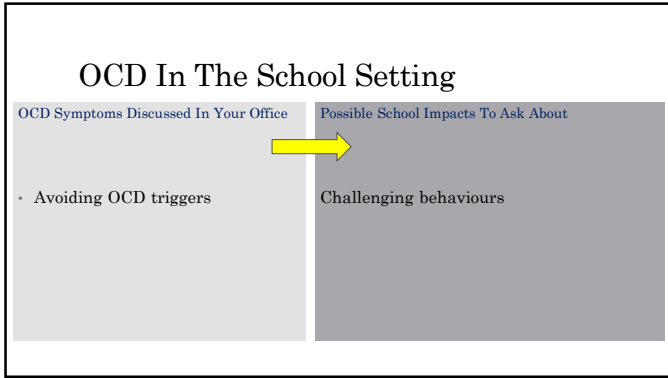 OCD In The School Setting
OCD Symptoms Discussed In Your Office
• Avoiding OCD triggers
Possible School Impacts To Ask About
Challenging behaviours